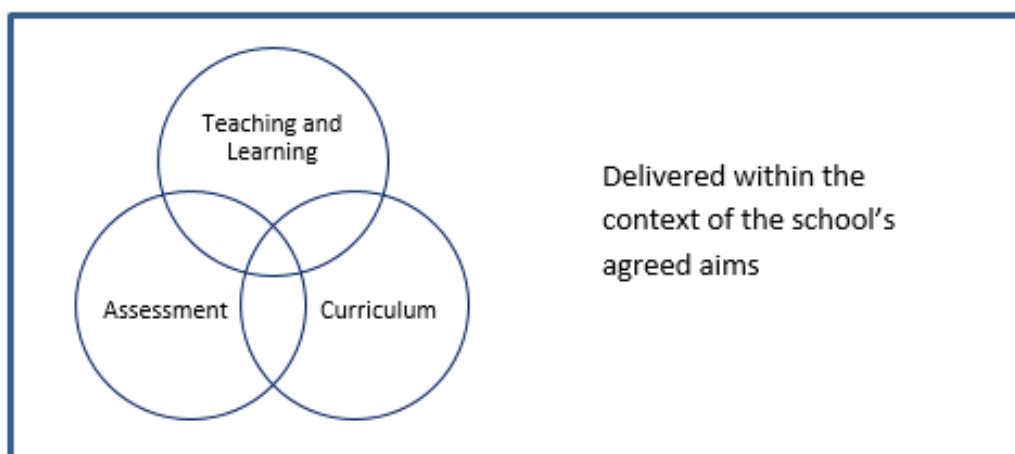 Teaching and
Learning
Assessment
Curriculum
Delivered within the
context of the school’s
agreed aims